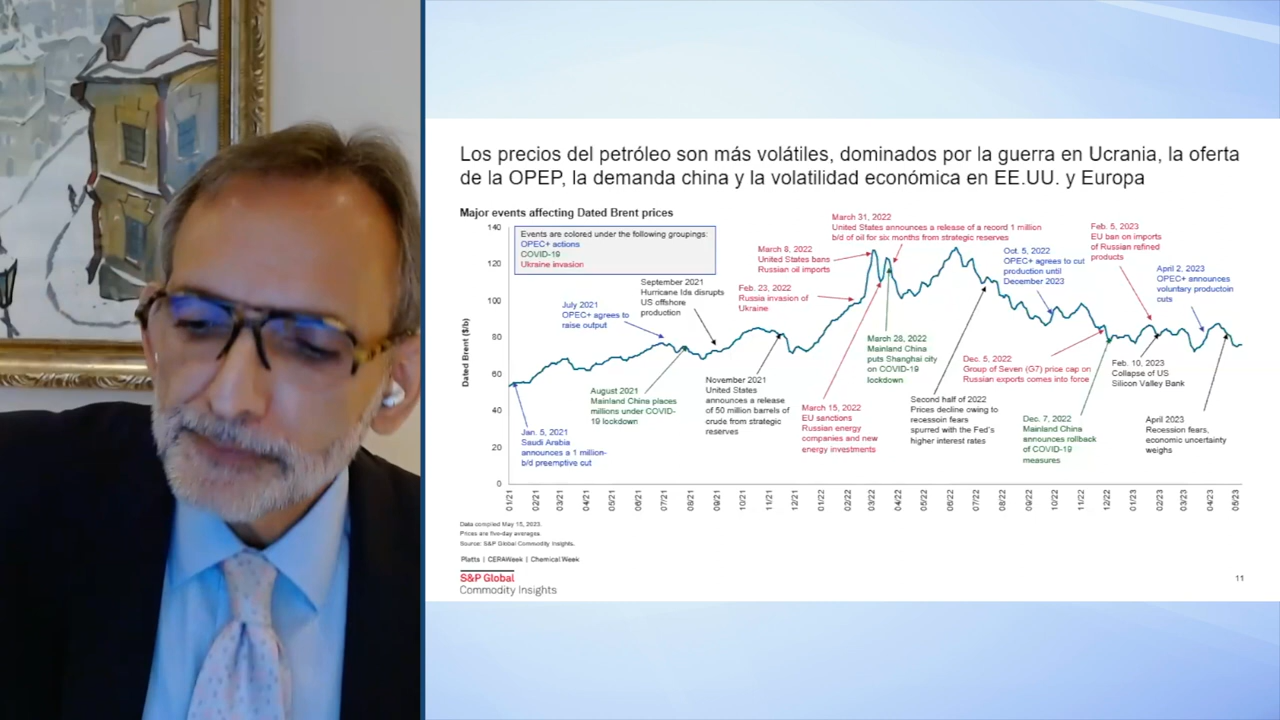 Los precios del petróleo son más volátiles, dominados por la guerra en Ucrania, la oferta
de la OPEP, la demanda china y la volatilidad económica en EE.UU. y Europa
Major events affecting Dated Brent prices
Dated Brent ($/b)
140
120
100
80
60
40
20
0
Events are colored under the following groupings:
OPEC+ actions
COVID-19
Ukraine invasion
Jan. 5, 2021
Saudi Arabia
announces a 1 million-
b/d preemptive cut
July 2021
OPEC+ agrees to
raise output
August 2021
Mainland China places
millions under COVID-
19 lockdown
September 2021
Hurricane Ida disrupts
US offshore
production
November 2021
United States
announces a release
of 50 million barrels of
crude from strategic
reserves
Feb. 23, 2022
Russia invasion of
Ukraine
March 8, 2022
United States bans
Russian oil imports
March 15, 2022
EU sanctions
Russian energy
companies and new
energy investments
March 31, 2022
United States announces a release of a record 1 million
b/d of oil for six months from strategic reserves
March 28, 2022
Mainland China
puts Shanghai city
on COVID-19
lockdown
Second half of 2022
Prices decline owing to
recessoin fears
spurred with the Fed's
higher interest rates
Oct. 5, 2022
OPEC+ agrees to cut
production until
December 2023
Dec. 5, 2022
Group of Seven (G7) price cap on
Russian exports comes into force
Dec. 7, 2022
Mainland China
announces rollback
of COVID-19
measures
Feb. 5, 2023
EU ban on imports
of Russian refined
products
Feb. 10, 2023
Collapse of US
Silicon Valley Bank
April 2. 2023
OPEC+ announces
voluntary productoin
cuts
April 2023
Recession fears,
economic uncertainty
weighs
01/21
02/21
03/21
04/21
05/21
06/21
07/21
08/21
09/21
10/21
11/21
12/21
01/22
02/22
03/22
04/22
05/22
06/22
07/22
08/22
09/22
10/22
11/22
12/22
01/23
02/23
03/23
04/23
05/23
Data compiled May 15, 2023.
Prices are five-day averages.
Source: S&P Global Commodity Insights.
Platts | CERAWeek | Chemical Week
S&P Global
Commodity Insights
11